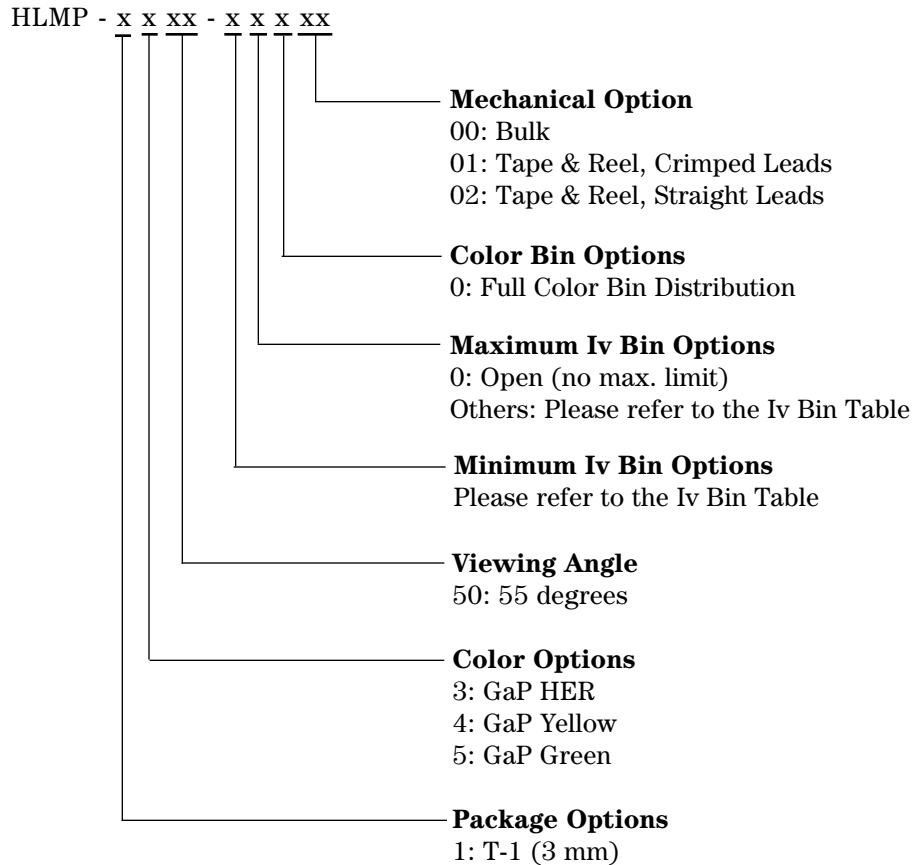 HLMP - x x xx - x x x xx
Mechanical Option
00: Bulk
01: Tape & Reel, Crimped Leads
02: Tape & Reel, Straight Leads
Color Bin Options
0: Full Color Bin Distribution
Maximum Iv Bin Options
0: Open (no max. limit)
Others: Please refer to the Iv Bin Table
Minimum Iv Bin Options
Please refer to the Iv Bin Table
Viewing Angle
50: 55 degrees
Color Options
3: GaP HER
4: GaP Yellow
5: GaP Green
Package Options
1: T-1 (3 mm)